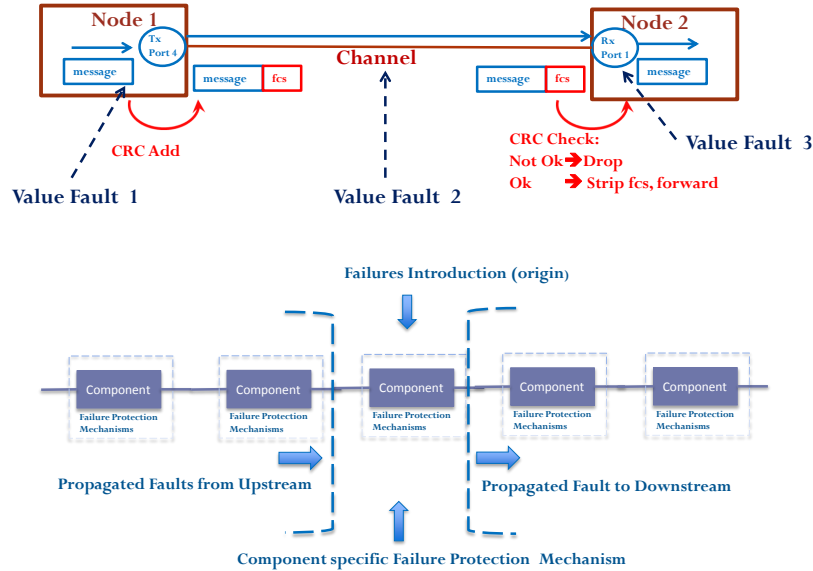 Node 1
Node 2
Tx
Port 4
Rx
Port 1
Channel
message
message
fcs
message
fcs
message
CRC Add
CRC Check:
Not Ok ➔ Drop
Ok ➔ Strip fcs, forward
Value Fault 1
Value Fault 2
Value Fault 3
Failures Introduction (origin)
Component
Component
Component
Component
Component
Failure Protection
Mechanisms
Failure Protection
Mechanisms
Failure Protection
Mechanisms
Failure Protection
Mechanisms
Failure Protection
Mechanisms
Propagated Faults from Upstream
Propagated Fault to Downstream
Component specific Failure Protection Mechanism